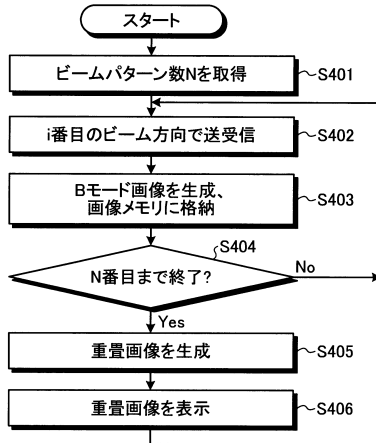 スタート
ビームパターン数Nを取得
S401
i番目のビーム方向で送受信
S402
Bモード画像を生成、
画像メモリに格納
S403
S404
N番目まで終了?
No
Yes
重畳画像を生成
S405
重畳画像を表示
S406